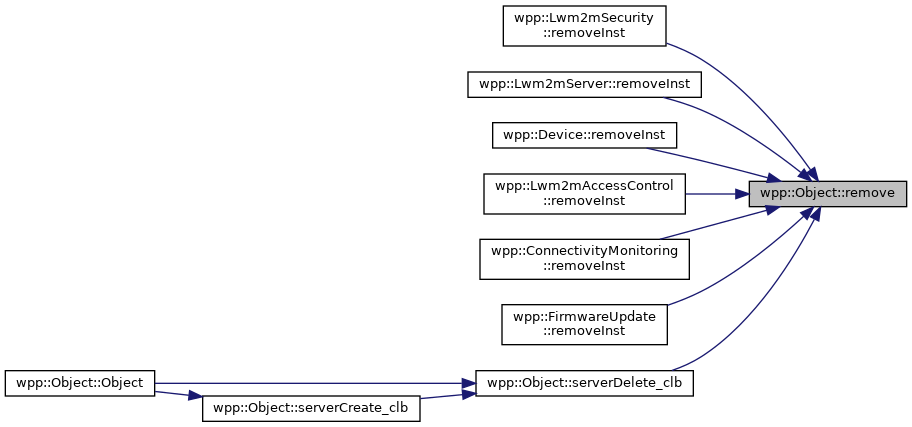 wpp::Lwm2mSecurity
::removeInst
wpp::Lwm2mServer::removeInst
wpp::Device::removeInst
wpp::Lwm2mAccessControl
::removeInst
wpp::Object::remove
wpp::ConnectivityMonitoring
::removeInst
wpp::FirmwareUpdate
::removeInst
wpp::Object::Object
wpp::Object::serverDelete_clb
wpp::Object::serverCreate_clb